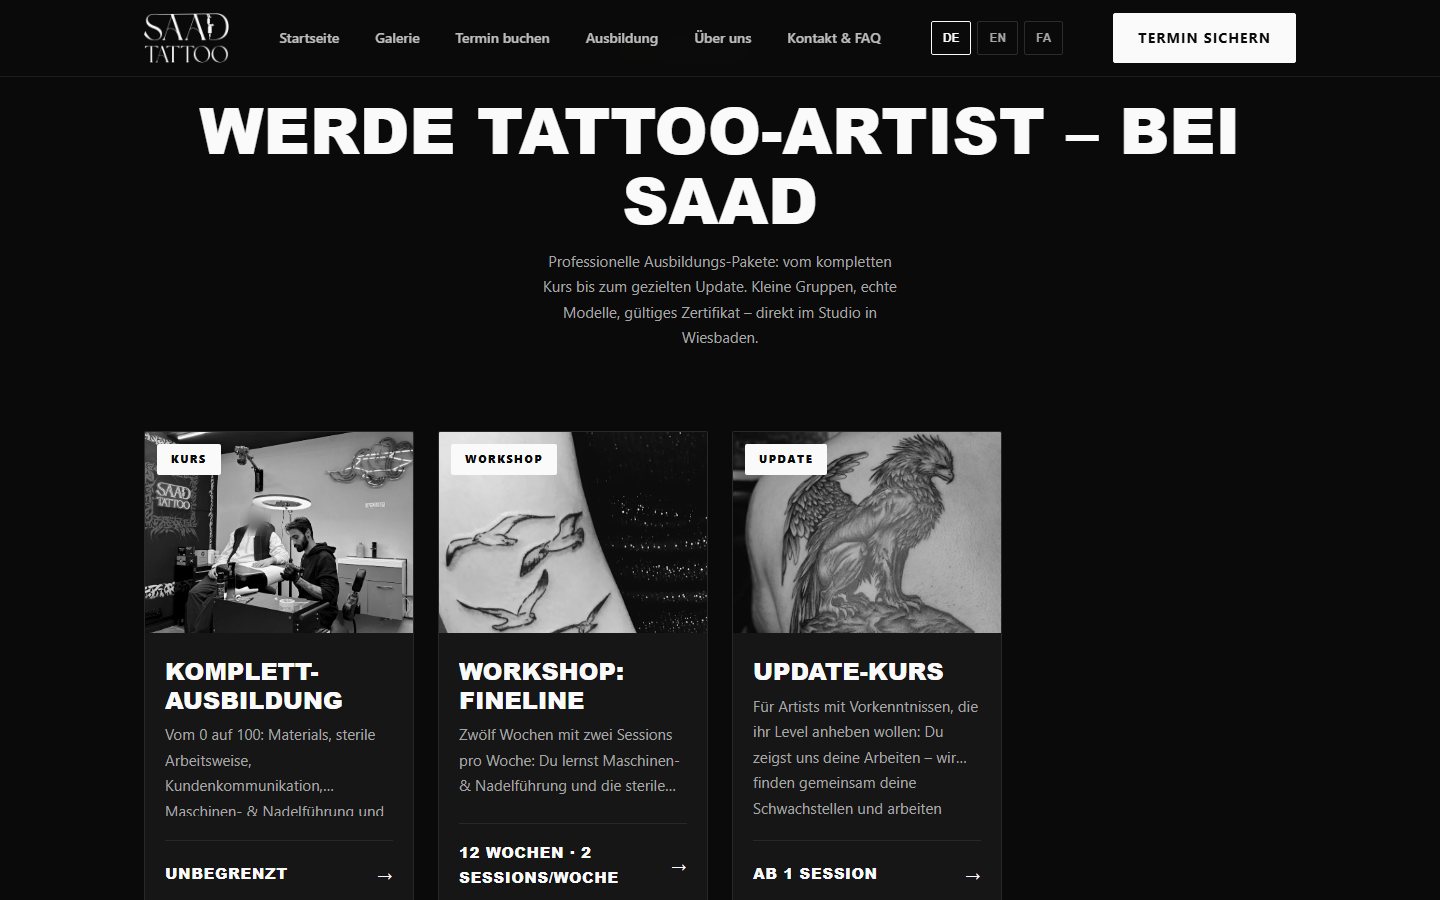 SAAD
TATTOO
Startseite
Galerie
Termin buchen
Ausbildung
Über uns
Kontakt & FAQ
DE
EN
FA
TERMIN SICHERN
WERDE TATTOO-ARTIST – BEI
SAAD
Professionelle Ausbildungs-Pakete: vom kompletten
Kurs bis zum gezielten Update. Kleine Gruppen, echte
Modelle, gültiges Zertifikat – direkt im Studio in
Wiesbaden.
KURS
SAAD
TATTOO
KOMPLETT-
AUSBILDUNG
Vom 0 auf 100: Materials, sterile
Arbeitsweise,
Kundenkommunikation,...
Maschinen- & Nadelführung und
UNBEGRENZT →
WORKSHOP
WORKSHOP:
FINELINE
Zwölf Wochen mit zwei Sessions
pro Woche: Du lernst Maschinen-
& Nadelführung und die sterile...
12 WOCHEN · 2
SESSIONS/WOCHE →
UPDATE
UPDATE-KURS
Für Artists mit Vorkenntnissen, die
ihr Level anheben wollen: Du
zeigst uns deine Arbeiten – wir...
finden gemeinsam deine
Schwachstellen und arbeiten
AB 1 SESSION →